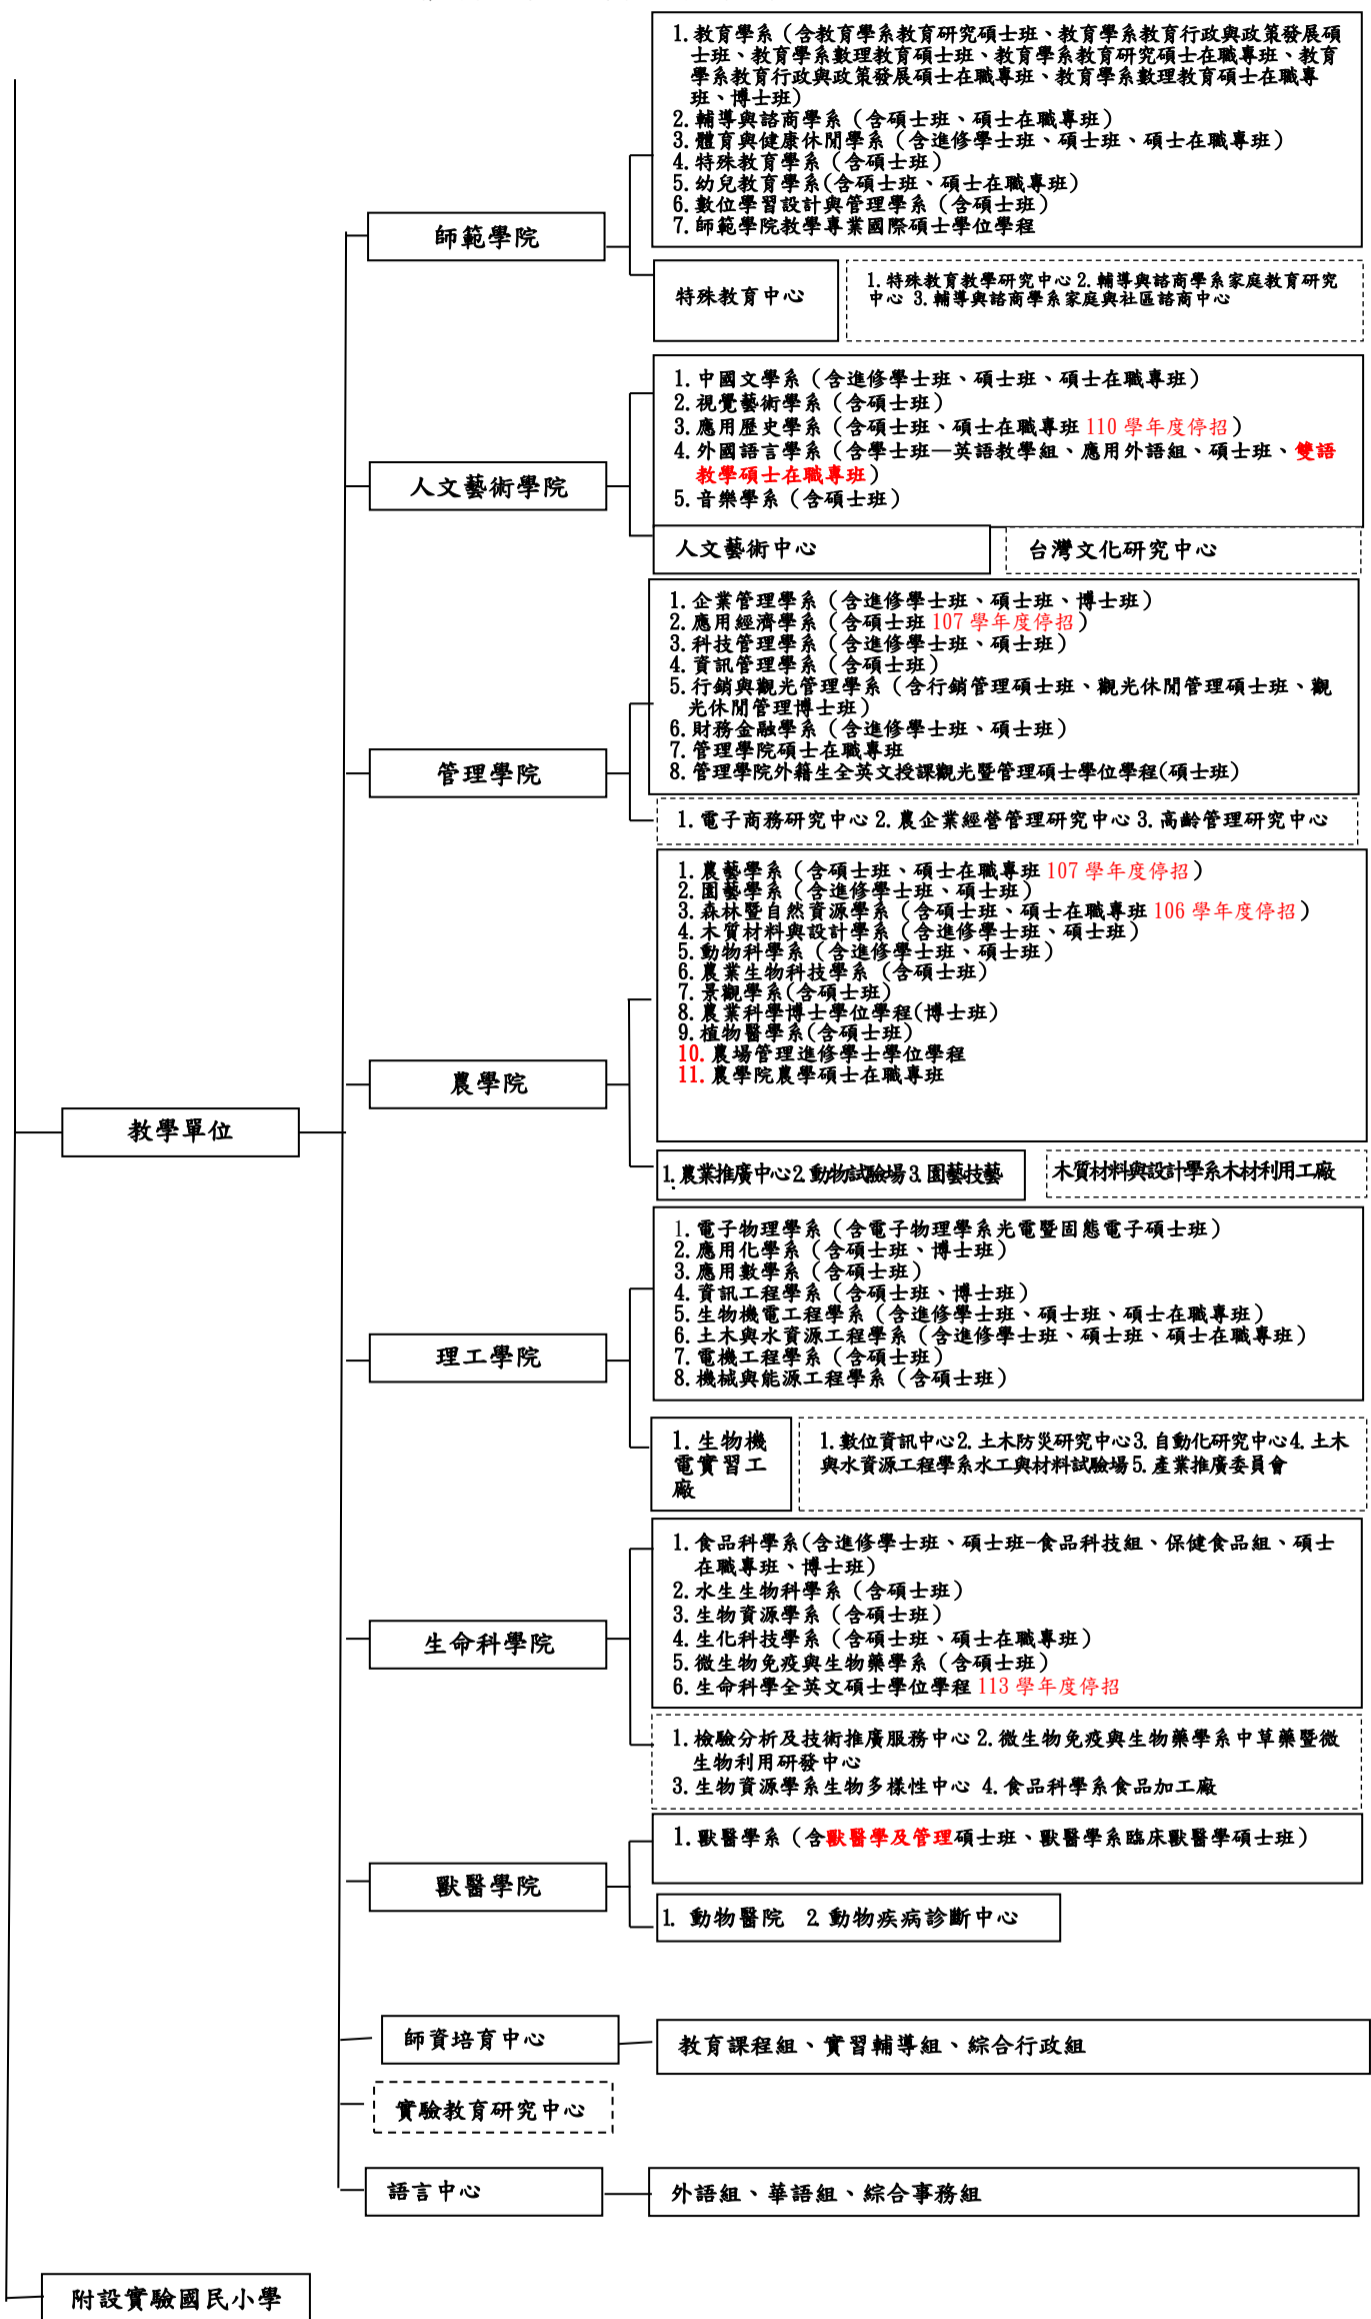 1.教育學系（含教育學系教育研究碩士班、教育學系教育行政與政策發展碩
士班、教育學系數理教育碩士班、教育學系教育研究碩士在職專班、教育
學系教育行政與政策發展碩士在職專班、教育學系數理教育碩士在職專
班、博士班）
2.輔導與諮商學系（含碩士班、碩士在職專班）
3.體育與健康休閒學系（含進修學士班、碩士班、碩士在職專班）
4.特殊教育學系（含碩士班）
5.幼兒教育學系(含碩士班、碩士在職專班)
6.數位學習設計與管理學系（含碩士班）
7.師範學院教學專業國際碩士學位學程
師範學院
特殊教育中心
1.特殊教育教學研究中心 2.輔導與諮商學系家庭教育研究
中心 3.輔導與諮商學系家庭與社區諮商中心
1.中國文學系（含進修學士班、碩士班、碩士在職專班）
2.視覺藝術學系（含碩士班）
3.應用歷史學系（含碩士班、碩士在職專班 110 學年度停招）
4.外國語言學系（含學士班—英語教學組、應用外語組、碩士班、雙語
教學碩士在職專班）
5.音樂學系（含碩士班）
人文藝術學院
人文藝術中心
台灣文化研究中心
1.企業管理學系（含進修學士班、碩士班、博士班）
2.應用經濟學系（含碩士班 107 學年度停招）
3.科技管理學系（含進修學士班、碩士班）
4.資訊管理學系（含碩士班）
5.行銷與觀光管理學系（含行銷管理碩士班、觀光休閒管理碩士班、觀
光休閒管理博士班）
6.財務金融學系（含進修學士班、碩士班）
7.管理學院碩士在職專班
8.管理學院外籍生全英文授課觀光暨管理碩士學位學程(碩士班)
管理學院
1.電子商務研究中心 2.農企業經營管理研究中心 3.高齡管理研究中心
1.農藝學系（含碩士班、碩士在職專班 107 學年度停招）
2.園藝學系（含進修學士班、碩士班）
3.森林暨自然資源學系（含碩士班、碩士在職專班 106 學年度停招）
4.木質材料與設計學系（含進修學士班、碩士班）
5.動物科學系（含進修學士班、碩士班）
6.農業生物科技學系（含碩士班）
7.景觀學系(含碩士班)
8.農業科學博士學位學程(博士班)
9.植物醫學系(含碩士班)
10.農場管理進修學士學位學程
11.農學院農學碩士在職專班
農學院
教學單位
1.農業推廣中心2.動物試驗場3.園藝技藝
木質材料與設計學系木材利用工廠
1.電子物理學系（含電子物理學系光電暨固態電子碩士班）
2.應用化學系（含碩士班、博士班）
3.應用數學系（含碩士班）
4.資訊工程學系（含碩士班、博士班）
5.生物機電工程學系（含進修學士班、碩士班、碩士在職專班）
6.土木與水資源工程學系（含進修學士班、碩士班、碩士在職專班）
7.電機工程學系（含碩士班）
8.機械與能源工程學系（含碩士班）
理工學院
1.生物機
電實習工
廠
1.數位資訊中心2.土木防災研究中心3.自動化研究中心4.土木
與水資源工程學系水工與材料試驗場5.產業推廣委員會
1.食品科學系(含進修學士班、碩士班-食品科技組、保健食品組、碩士
在職專班、博士班)
2.水生生物科學系（含碩士班）
3.生物資源學系（含碩士班）
4.生化科技學系（含碩士班、碩士在職專班）
5.微生物免疫與生物藥學系（含碩士班）
6.生命科學全英文碩士學位學程 113 學年度停招
生命科學院
1.檢驗分析及技術推廣服務中心 2.微生物免疫與生物藥學系中草藥暨微
生物利用研發中心
3.生物資源學系生物多樣性中心 4.食品科學系食品加工廠
1.獸醫學系（含獸醫學及管理碩士班、獸醫學系臨床獸醫學碩士班）
獸醫學院
1. 動物醫院 2.動物疾病診斷中心
師資培育中心
教育課程組、實習輔導組、綜合行政組
實驗教育研究中心
語言中心
外語組、華語組、綜合事務組
附設實驗國民小學